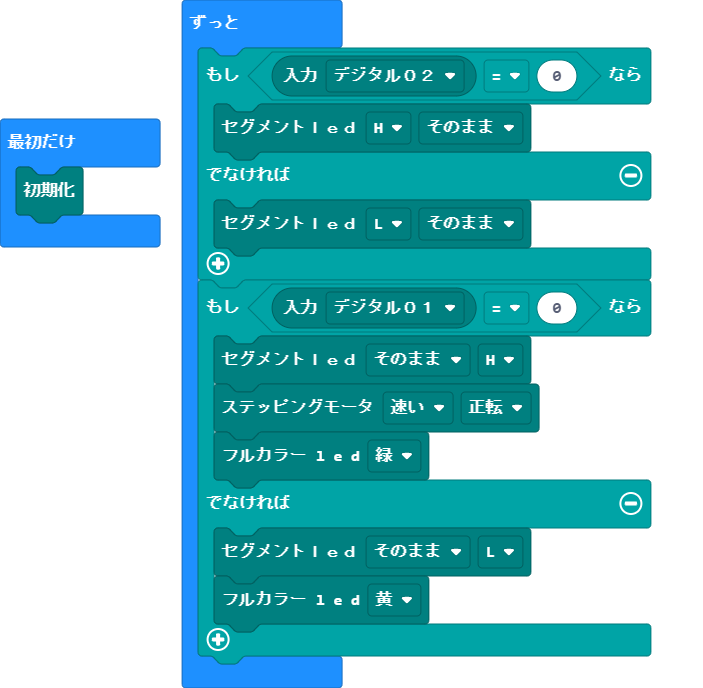 ずっと
もし 入力 デジタル０２ = 0 なら
セグメントｌｅｄ H そのまま
でなければ
セグメントｌｅｄ L そのまま
最初だけ
初期化
もし 入力 デジタル０１ = 0 なら
セグメントｌｅｄ そのまま H
ステッピングモータ 速い 正転
フルカラーｌｅｄ 緑
でなければ
セグメントｌｅｄ そのまま L
フルカラーｌｅｄ 黄